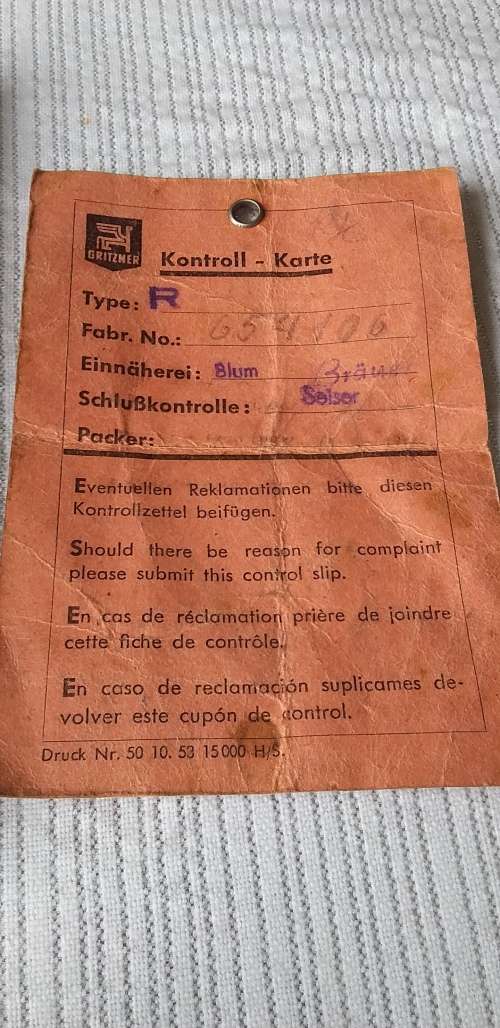 GRITZNER
Kontroll - Karte
Type: R
Fabr. No.: 654106
Einnäherei: Blum
Schlußkontrolle: Selser
Packer:
Eventuellen Reklamationen bitte diesen
Kontrollzettel beifügen.
Should there be reason for complaint
please submit this control slip.
En cas de réclamation prière de joindre
cette fiche de contrôle.
En caso de reclamación suplicames de-
volver este cupón de control.
Druck Nr. 50 10. 53 15000 H/S.